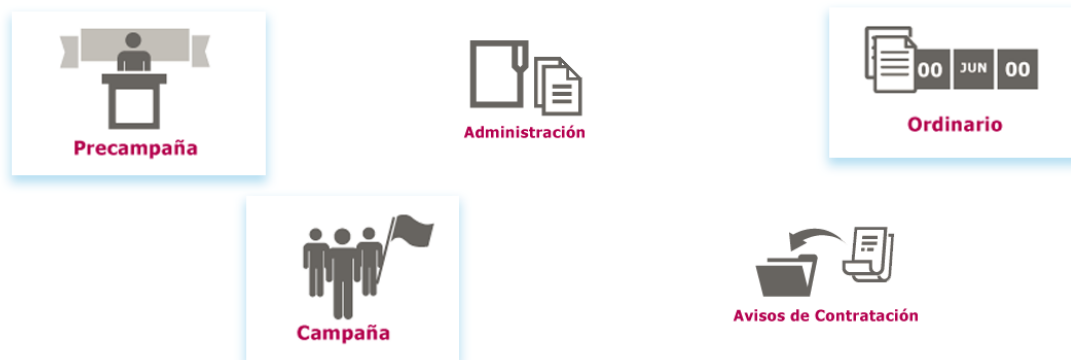 Precampaña
Administración
00 JUN 00
Ordinario
Campaña
Avisos de Contratación